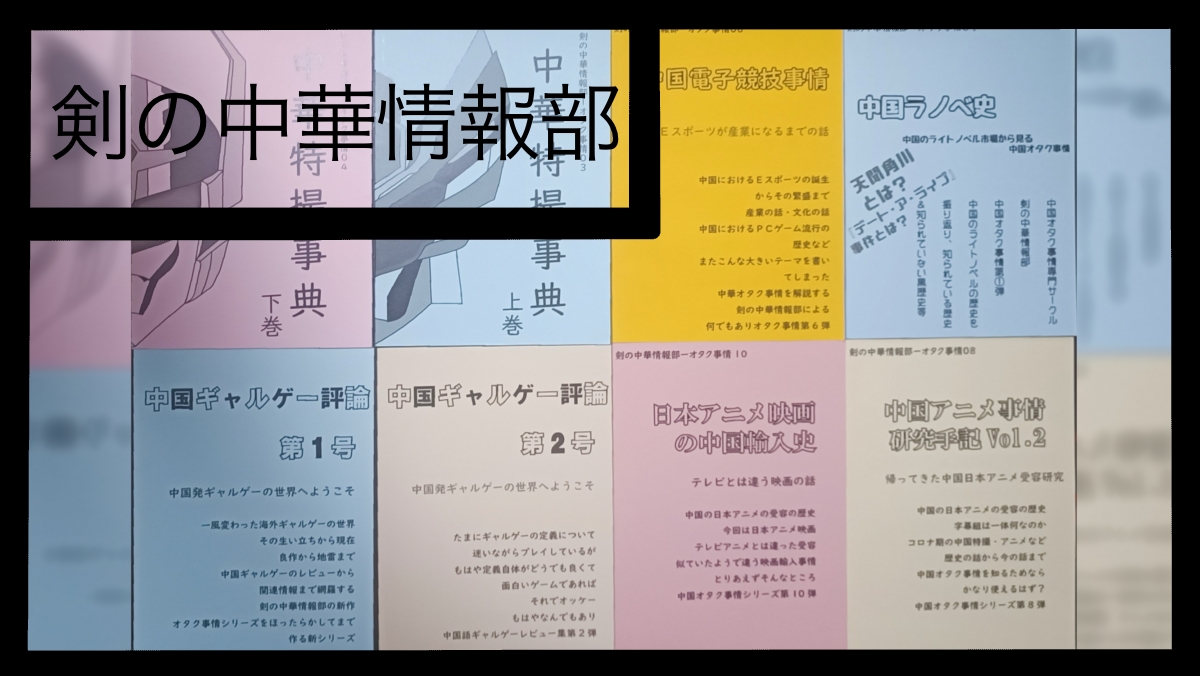 剣の中華情報部
中華特撮事典
下巻
剣の中華情報部
事情03
中華特撮事典
上巻
中国電子競技事情
Eスポーツが産業になるまでの話
中国におけるEスポーツの誕生
からその繁盛まで
産業の話・文化の話
中国におけるPCゲーム流行の
歴史など
またこんな大きいテーマを書い
てしまった
中華オタク事情を解説する
剣の中華情報部による
何でもありオタク事情第6弾
中国ラノベ史
中国のライトノベル市場から見る
中国オタク事情
天聞角川
とは?
『デート・ア・ライブ』
事件とは?
中国オタク事情専門サークル
剣の中華情報部
中国オタク事情第①弾
中国のライトノベルの歴史を
振り返り、知られている歴史
&知られていない黒歴史等
中国ギャルゲー評論
第1号
中国発ギャルゲーの世界へようこそ
一風変わった海外ギャルゲーの世界
その生い立ちから現在
良作から地雷まで
中国ギャルゲーのレビューから
関連情報まで網羅する
剣の中華情報部の新作
オタク事情シリーズをほったらかしてまで
作る新シリーズ
中国ギャルゲー評論
第2号
中国発ギャルゲーの世界へようこそ
たまにギャルゲーの定義について
迷いながらプレイしているが
もはや定義自体がどうでも良くて
面白いゲームであれば
それでオッケー
もはやなんでもあり
中国語ギャルゲーレビュー集第2弾
剣の中華情報部ーオタク事情 10
日本アニメ映画
の中国輸入史
テレビとは違う映画の話
中国の日本アニメの受容の歴史
今回は日本アニメ映画
テレビアニメとは違った受容
似ていたようで違う映画輸入事情
とりあえずそんなところ
中国オタク事情シリーズ第10弾
剣の中華情報部ーオタク事情08
中国アニメ事情
研究手記 Vol.2
帰ってきた中国日本アニメ受容研究
中国の日本アニメの受容の歴史
字幕組は一体何なのか
コロナ期の中国特撮・アニメなど
歴史の話から今の話まで
中国オタク事情を知るためなら
かなり使えるはず?
中国オタク事情シリーズ第8弾